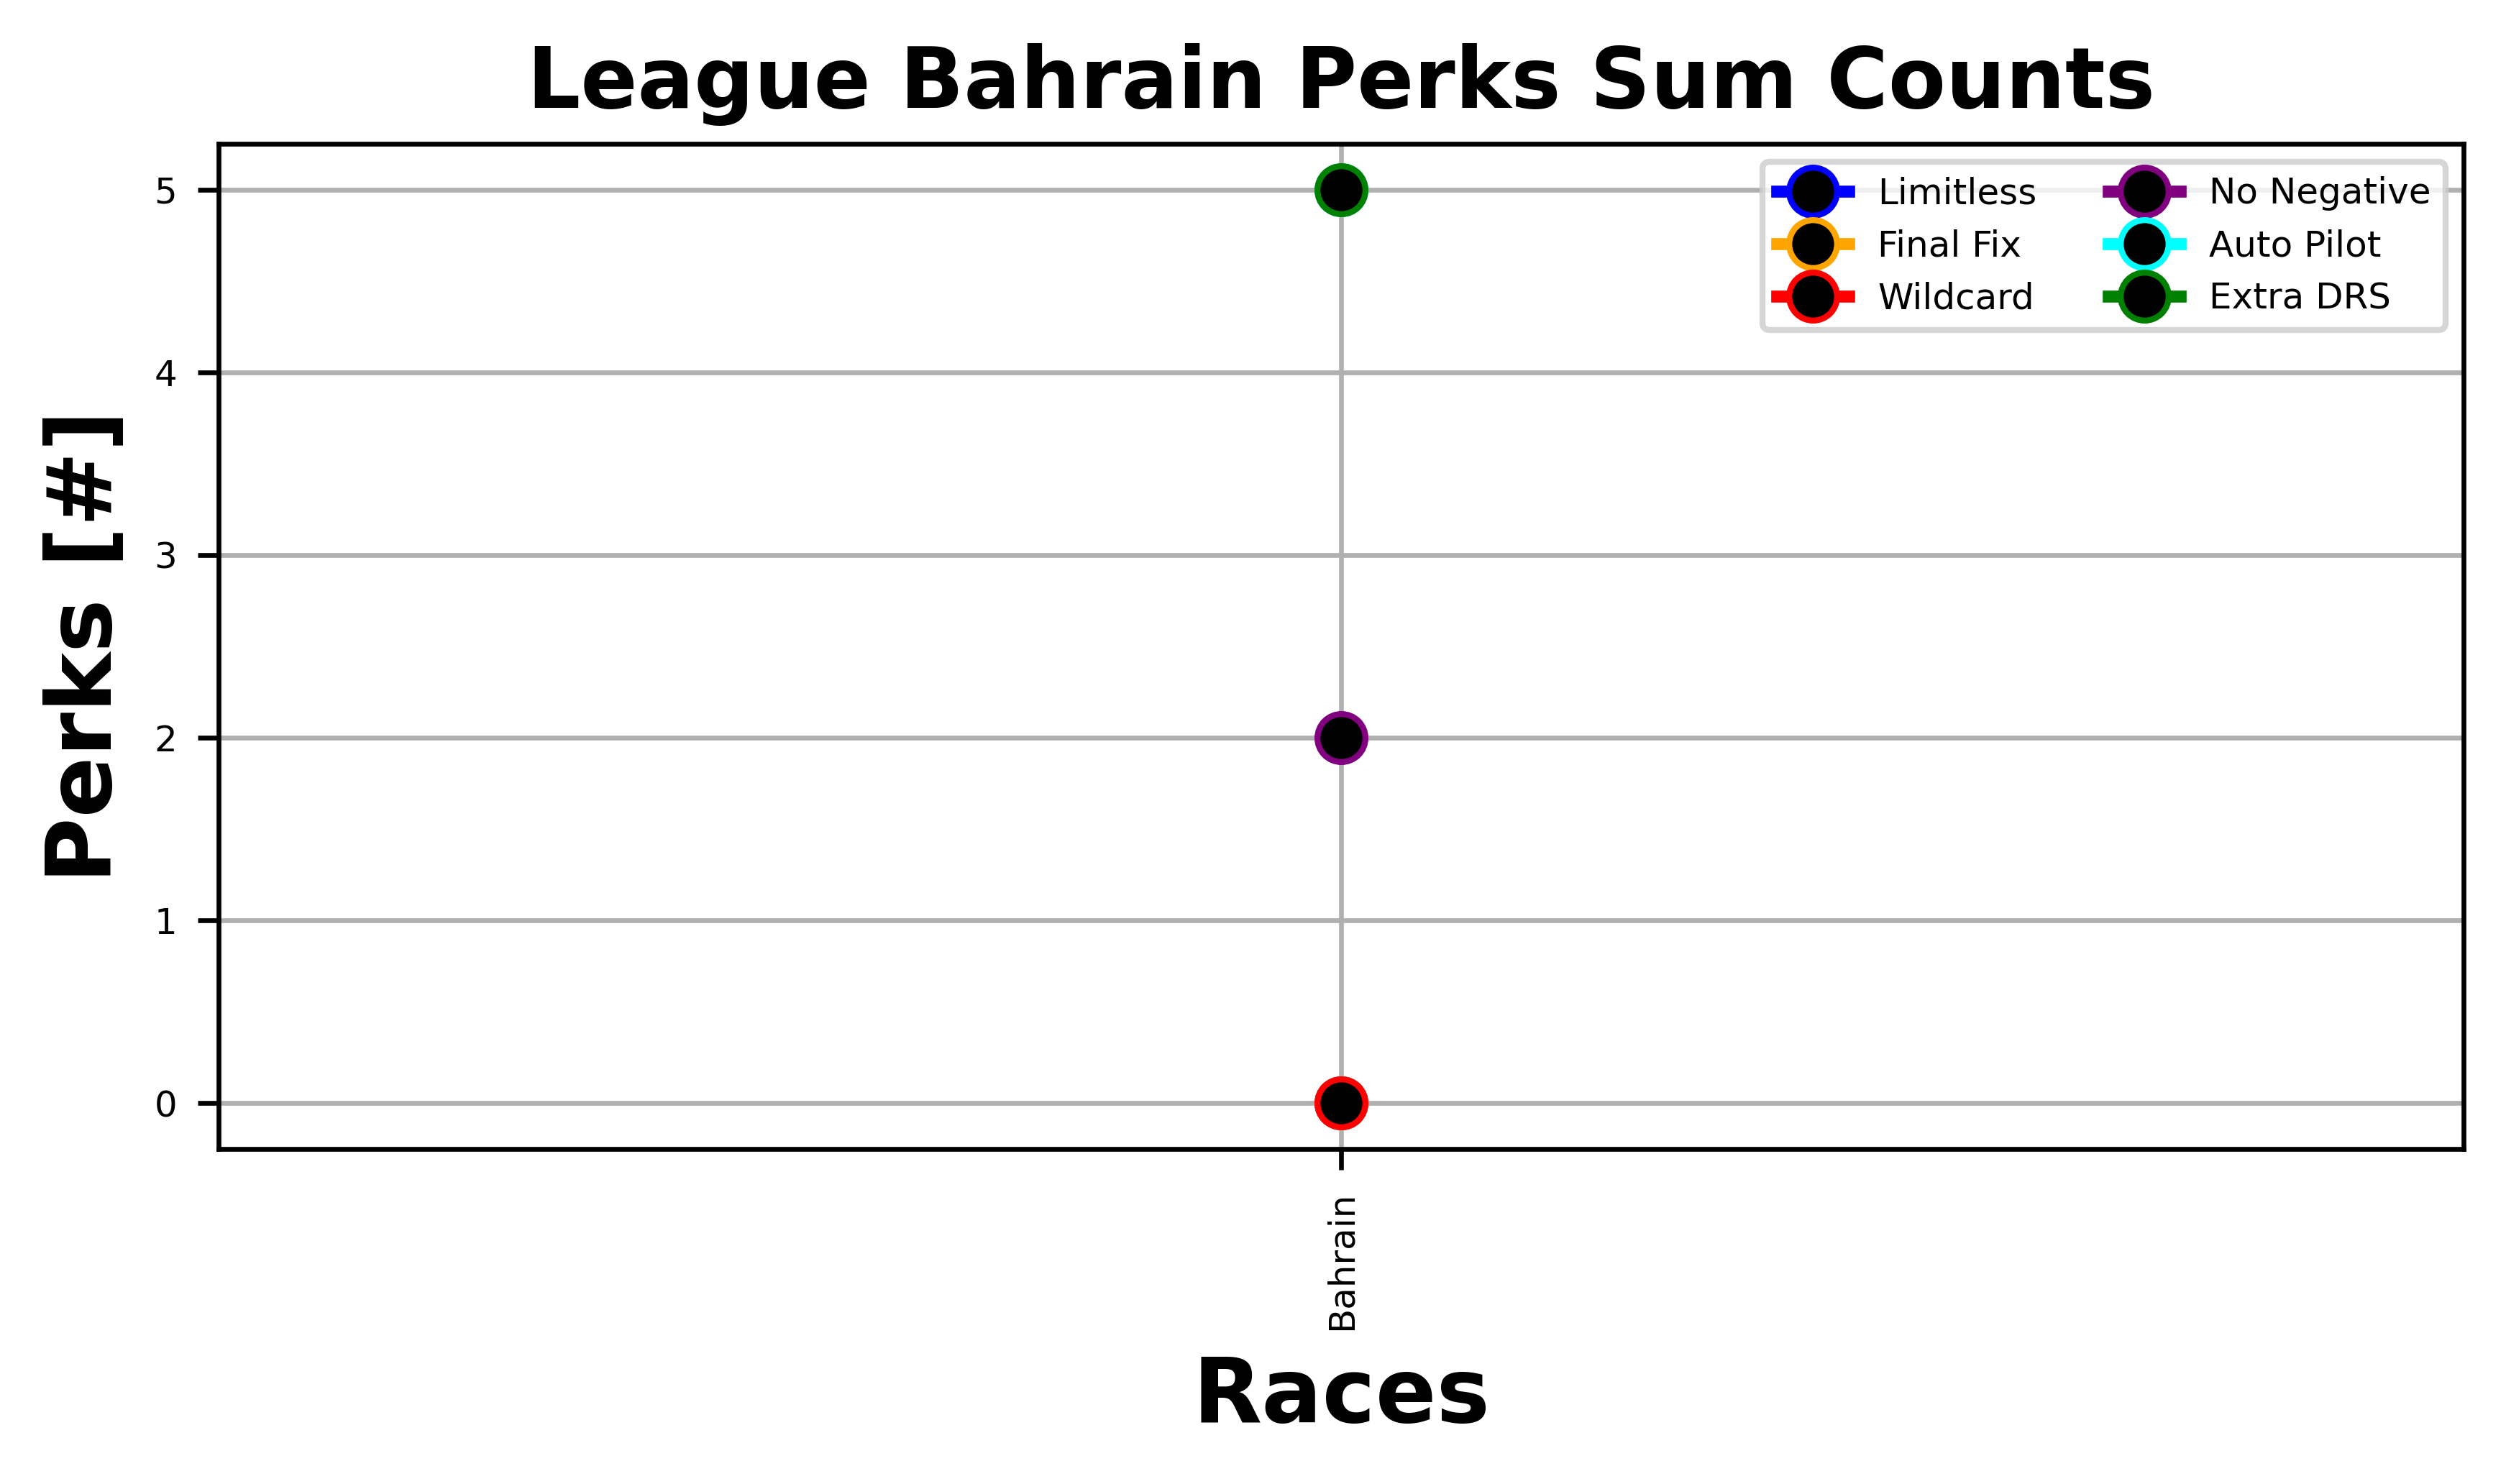 League Bahrain Perks Sum Counts
Perks [#]
5
4
3
2
1
0
Limitless
Final Fix
Wildcard
No Negative
Auto Pilot
Extra DRS
Bahrain
Races